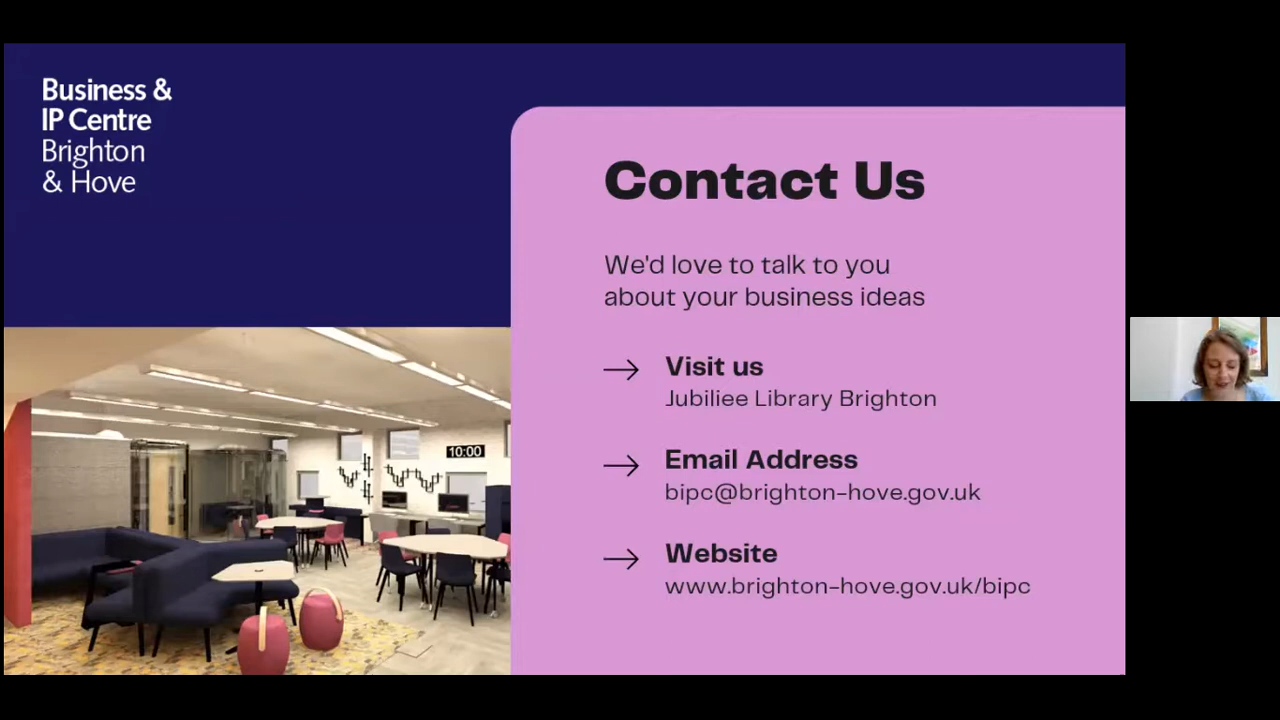 Business &
IP Centre
Brighton
& Hove
Contact Us
We'd love to talk to you
about your business ideas
Visit us
Jubiliee Library Brighton
Email Address
bipc@brighton-hove.gov.uk
Website
www.brighton-hove.gov.uk/bipc
10:00